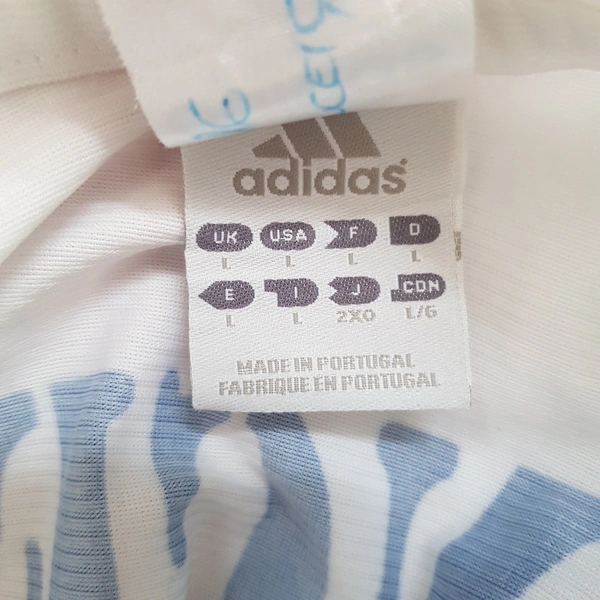 adidas
UK USA F D
L L L L
E I J CDN
L L 2XO L/G
MADE IN PORTUGAL
FABRIQUE EN PORTUGAL